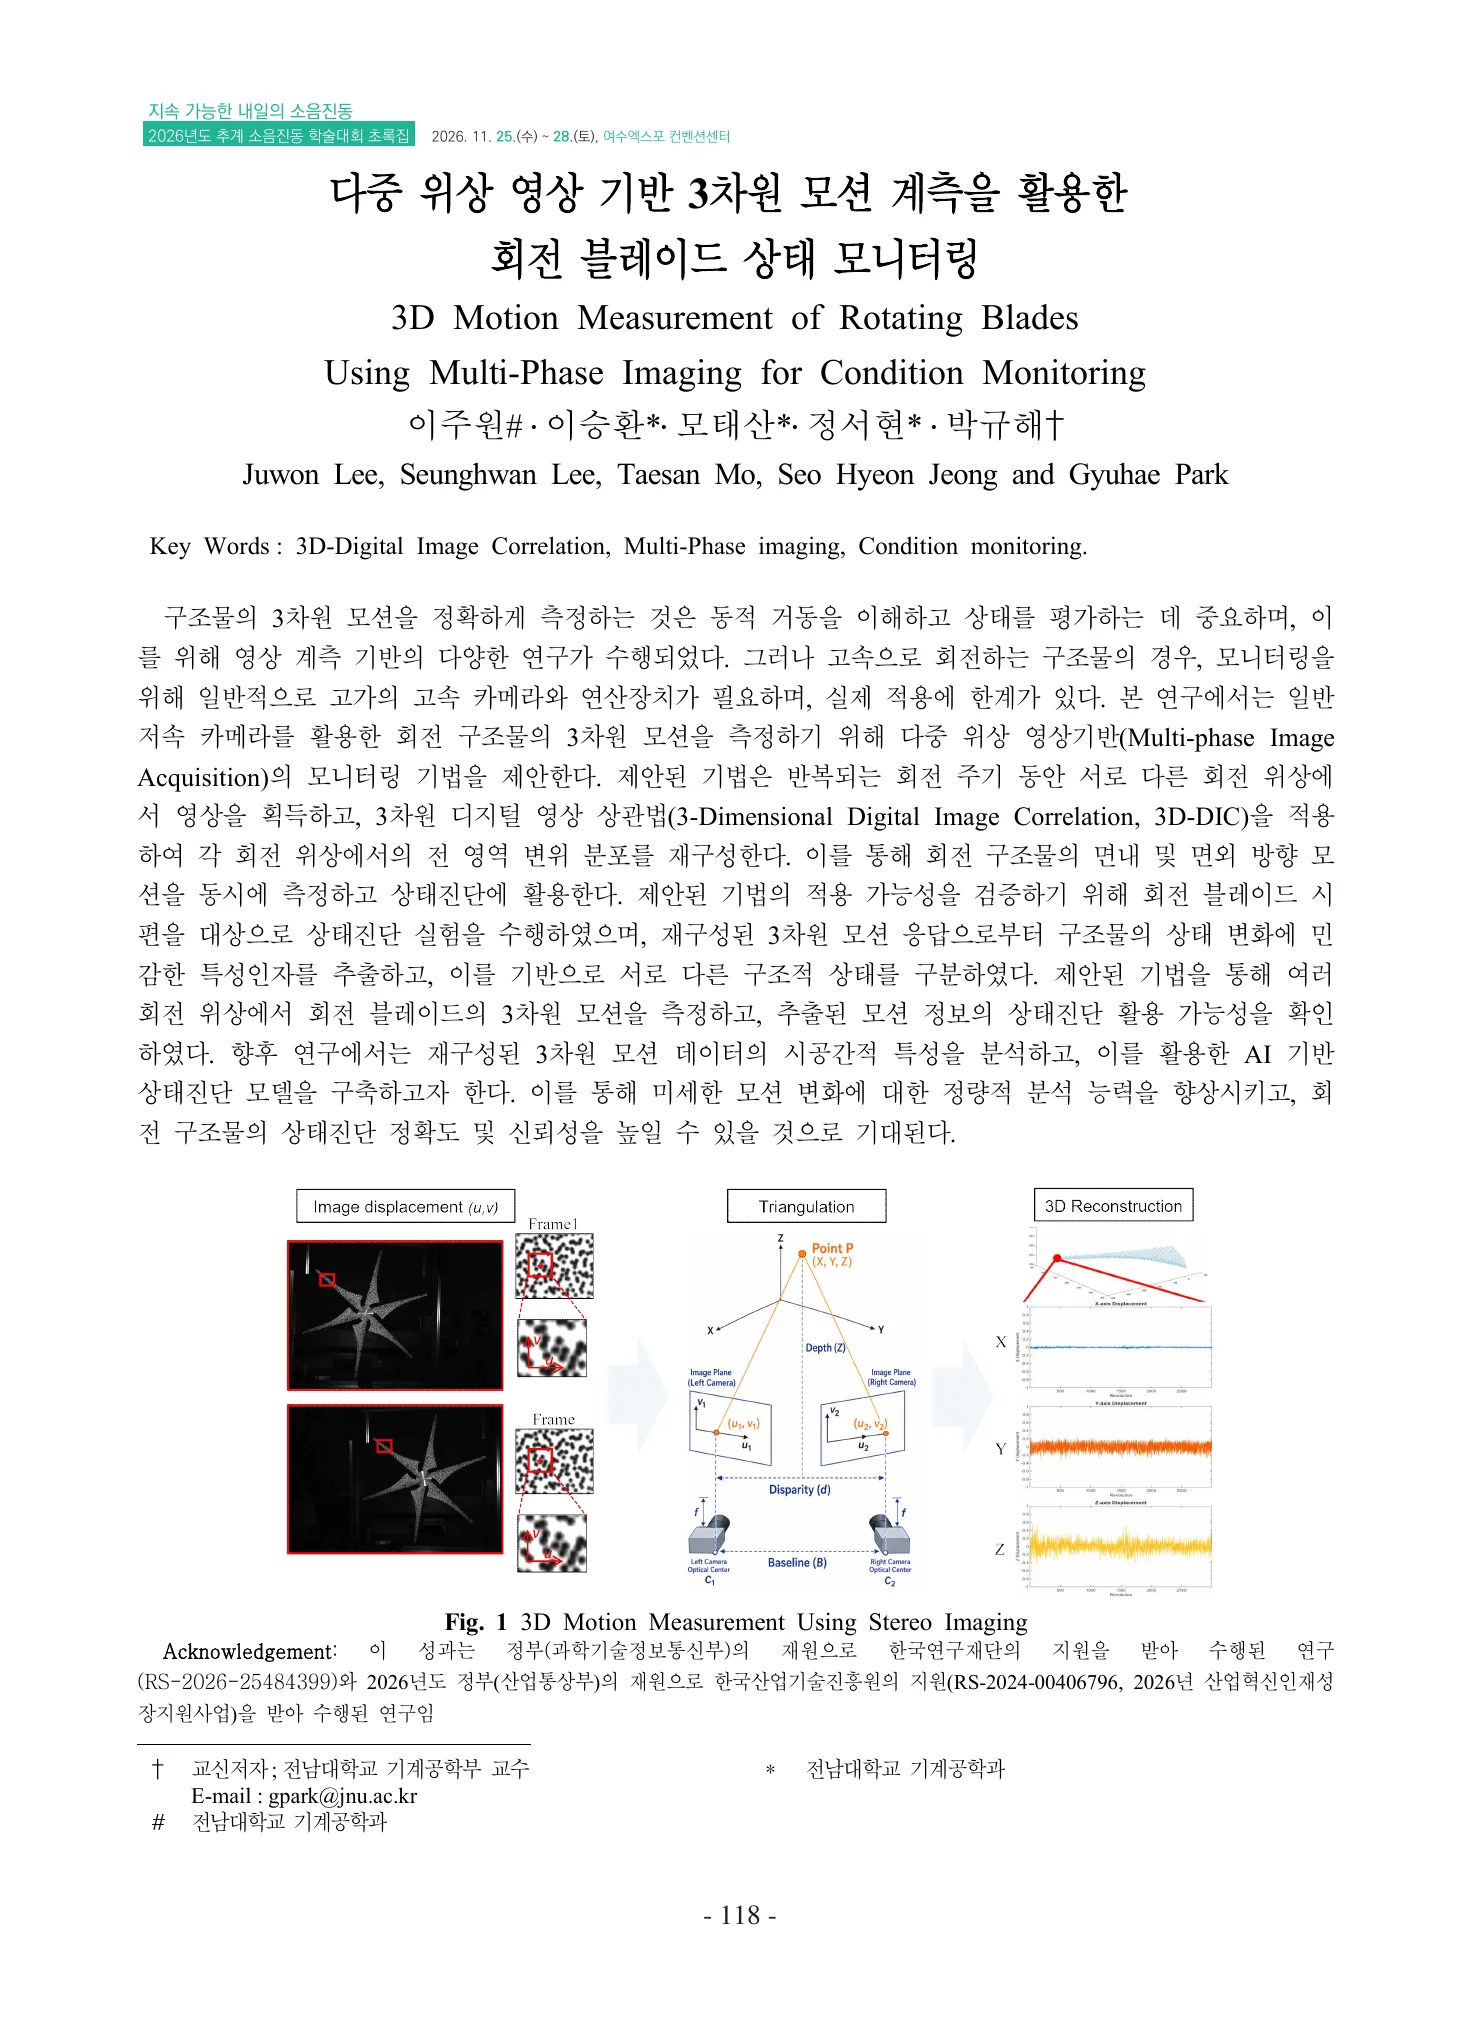 지속 가능한 내일의 소음진동
2026년도 추계 소음진동 학술대회 초록집 2026. 11. 25.(수) ~ 28.(토), 여수엑스포 컨벤션센터
다중 위상 영상 기반 3차원 모션 계측을 활용한
회전 블레이드 상태 모니터링
3D Motion Measurement of Rotating Blades
Using Multi-Phase Imaging for Condition Monitoring
이주원# · 이승환*· 모태산*· 정서현* · 박규해†
Juwon Lee, Seunghwan Lee, Taesan Mo, Seo Hyeon Jeong and Gyuhae Park
Key Words : 3D-Digital Image Correlation, Multi-Phase imaging, Condition monitoring.
구조물의 3차원 모션을 정확하게 측정하는 것은 동적 거동을 이해하고 상태를 평가하는 데 중요하며, 이
를 위해 영상 계측 기반의 다양한 연구가 수행되었다. 그러나 고속으로 회전하는 구조물의 경우, 모니터링을
위해 일반적으로 고가의 고속 카메라와 연산장치가 필요하며, 실제 적용에 한계가 있다. 본 연구에서는 일반
저속 카메라를 활용한 회전 구조물의 3차원 모션을 측정하기 위해 다중 위상 영상기반(Multi-phase Image
Acquisition)의 모니터링 기법을 제안한다. 제안된 기법은 반복되는 회전 주기 동안 서로 다른 회전 위상에
서 영상을 획득하고, 3차원 디지털 영상 상관법(3-Dimensional Digital Image Correlation, 3D-DIC)을 적용
하여 각 회전 위상에서의 전 영역 변위 분포를 재구성한다. 이를 통해 회전 구조물의 면내 및 면외 방향 모
션을 동시에 측정하고 상태진단에 활용한다. 제안된 기법의 적용 가능성을 검증하기 위해 회전 블레이드 시
편을 대상으로 상태진단 실험을 수행하였으며, 재구성된 3차원 모션 응답으로부터 구조물의 상태 변화에 민
감한 특성인자를 추출하고, 이를 기반으로 서로 다른 구조적 상태를 구분하였다. 제안된 기법을 통해 여러
회전 위상에서 회전 블레이드의 3차원 모션을 측정하고, 추출된 모션 정보의 상태진단 활용 가능성을 확인
하였다. 향후 연구에서는 재구성된 3차원 모션 데이터의 시공간적 특성을 분석하고, 이를 활용한 AI 기반
상태진단 모델을 구축하고자 한다. 이를 통해 미세한 모션 변화에 대한 정량적 분석 능력을 향상시키고, 회
전 구조물의 상태진단 정확도 및 신뢰성을 높일 수 있을 것으로 기대된다.
Image displacement (u,v)
Frame1
v
u
Frame
v
u
Triangulation
Z
Point P
(X, Y, Z)
X
Y
Depth (Z)
Image Plane
(Left Camera)
Image Plane
(Right Camera)
v1
(u1, v1)
u1
v2
(u2, v2)
u2
Disparity (d)
f
f
Baseline (B)
Left Camera
Optical Center
C1
Right Camera
Optical Center
C2
3D Reconstruction
X-axis Displacement
X
Y-axis Displacement
Y
Z-axis Displacement
Z
Fig. 1 3D Motion Measurement Using Stereo Imaging
Acknowledgement: 이 성과는 정부(과학기술정보통신부)의 재원으로 한국연구재단의 지원을 받아 수행된 연구
(RS-2026-25484399)와 2026년도 정부(산업통상부)의 재원으로 한국산업기술진흥원의 지원(RS-2024-00406796, 2026년 산업혁신인재성
장지원사업)을 받아 수행된 연구임
† 교신저자 ; 전남대학교 기계공학부 교수
E-mail : gpark@jnu.ac.kr
# 전남대학교 기계공학과
* 전남대학교 기계공학과
- 118 -